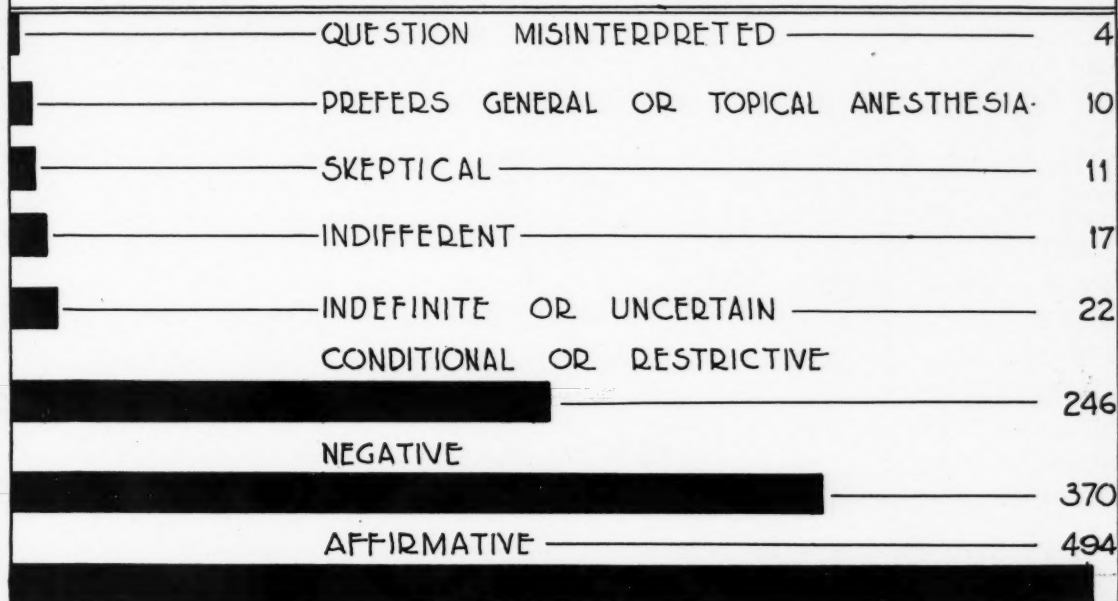 QUESTION MISINTERPRETED 4
PREFERS GENERAL OR TOPICAL ANESTHESIA 10
SKEPTICAL 11
INDIFFERENT 17
INDEFINITE OR UNCERTAIN 22
CONDITIONAL OR RESTRICTIVE
246
NEGATIVE
370
AFFIRMATIVE 494